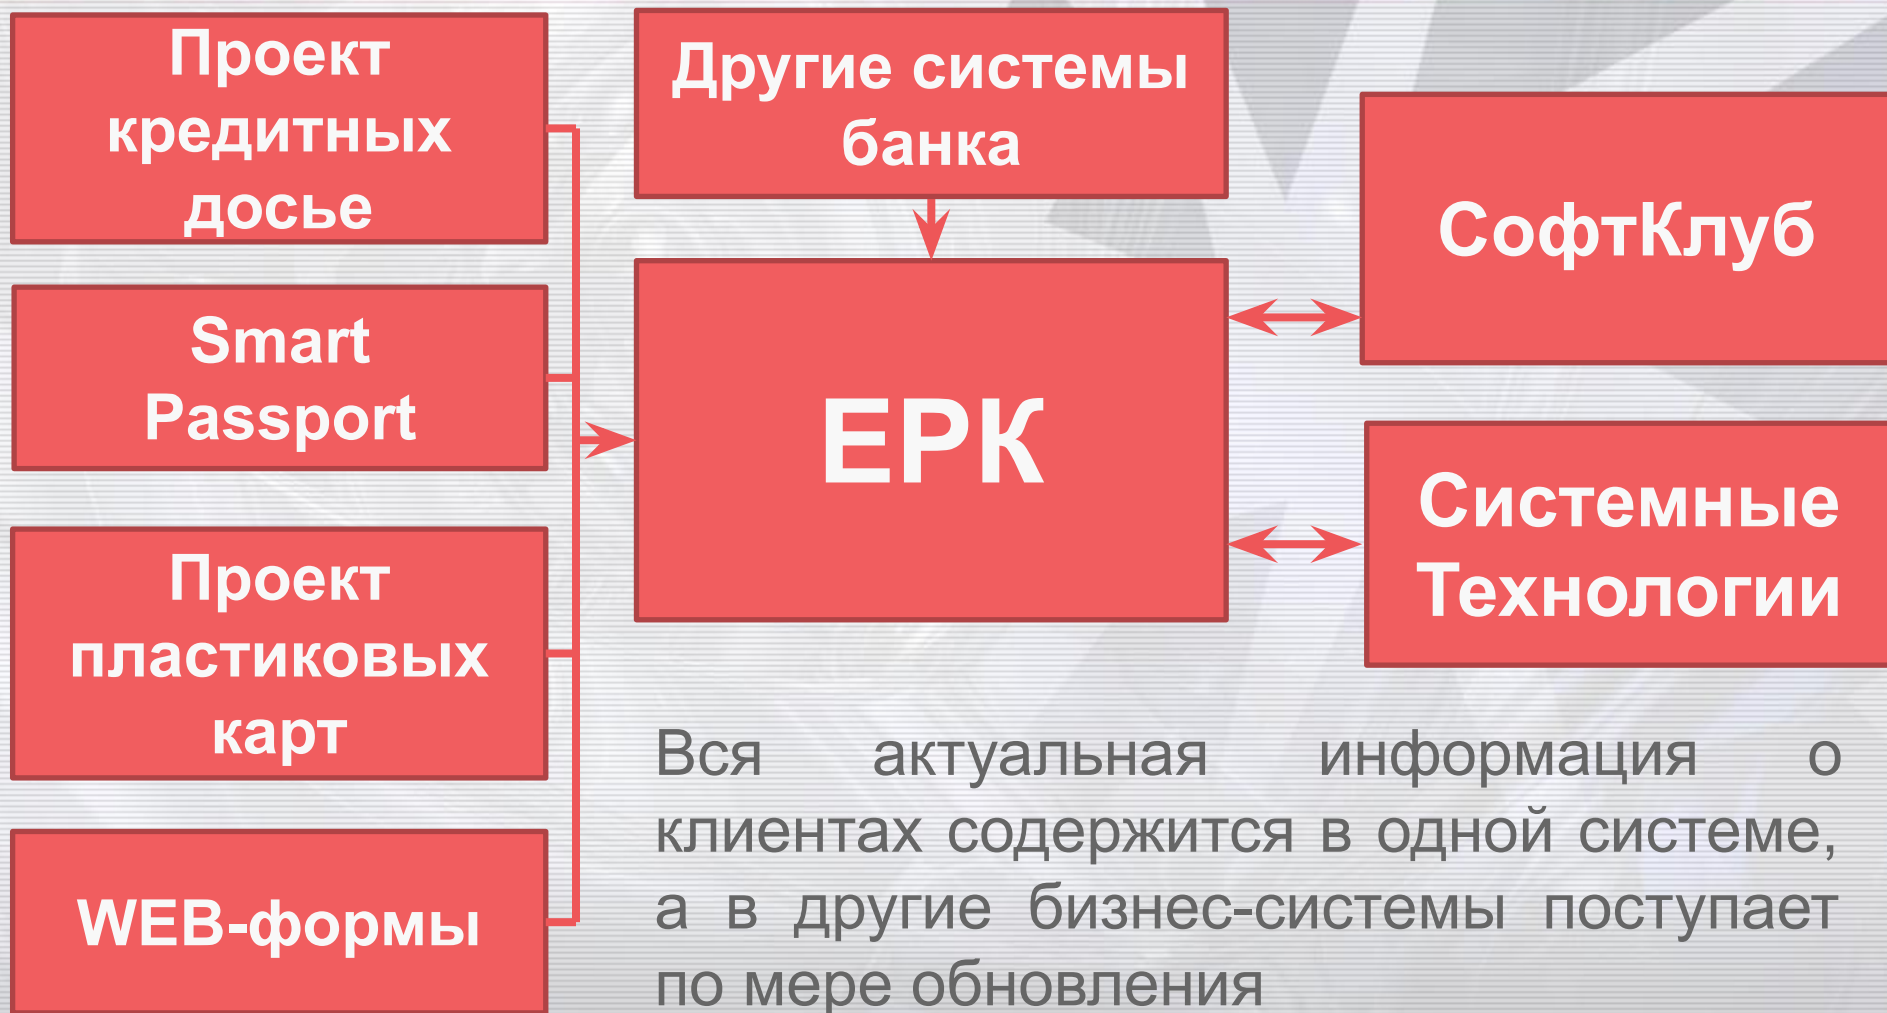 Проект
кредитных
досье
Smart
Passport
Проект
пластиковых
карт
WEB-формы
Другие системы
банка
ЕРК
СофтКлуб
Системные
Технологии
Вся актуальная информация о
клиентах содержится в одной системе,
а в другие бизнес-системы поступает
по мере обновления